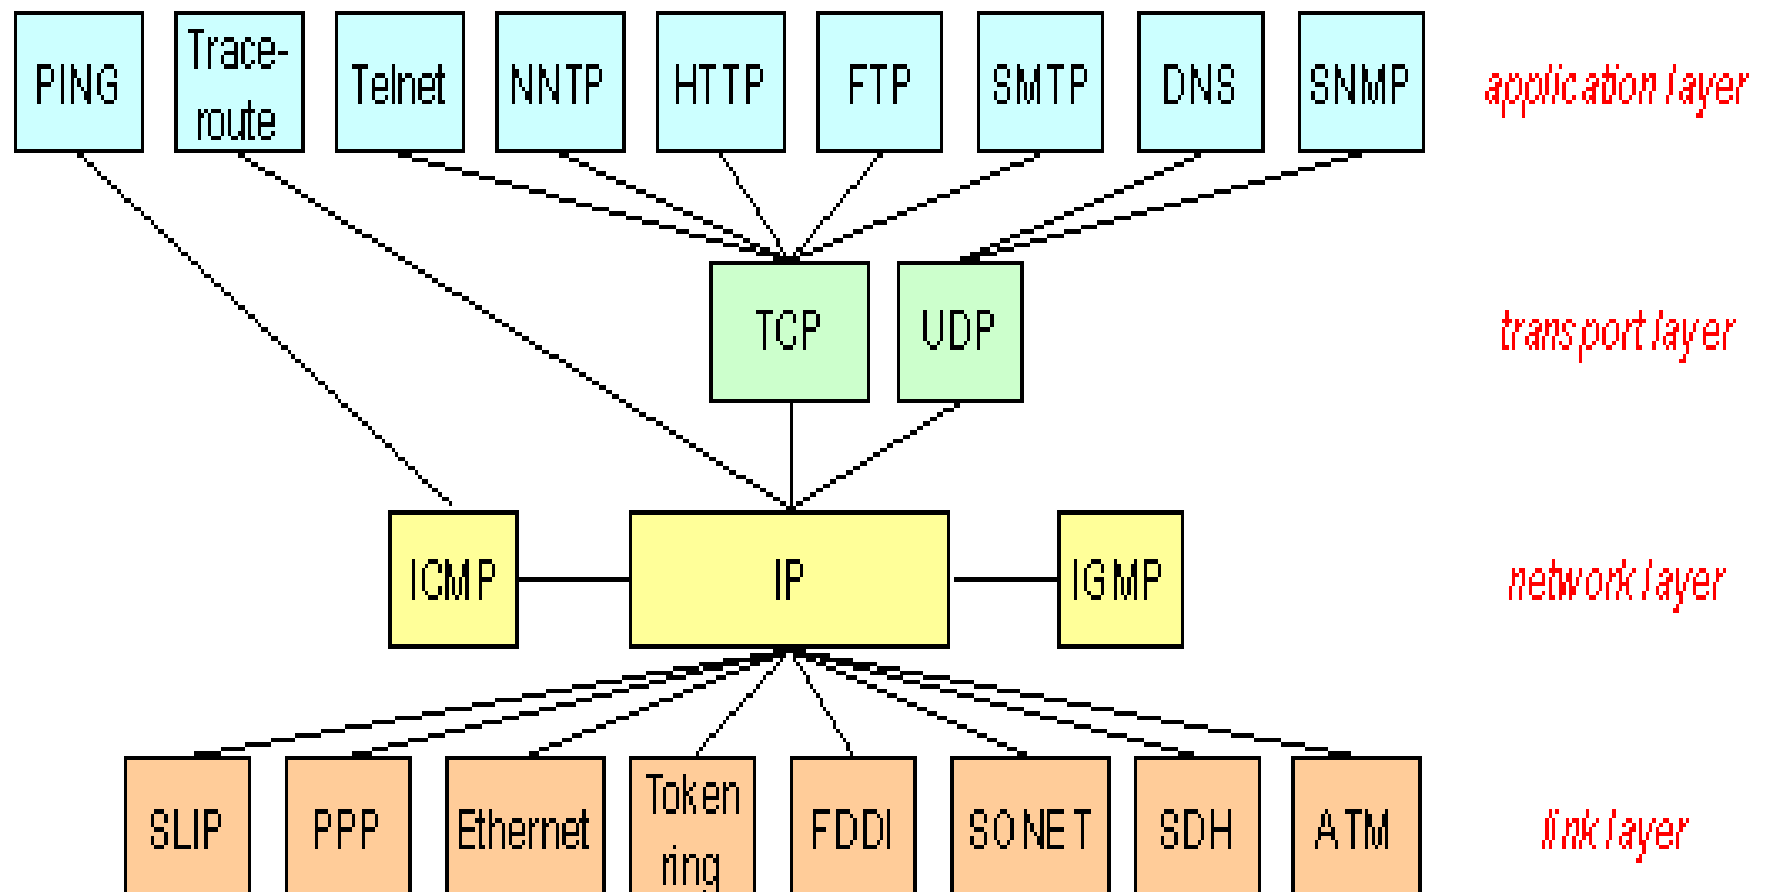 PING
Trace-
route
Telnet
NNTP
HTTP
FTP
SMTP
DNS
SNMP
application layer
TCP
UDP
transport layer
ICMP
IP
IGMP
network layer
SLIP
PPP
Ethernet
Token
ring
FDDI
SONET
SDH
ATM
link layer